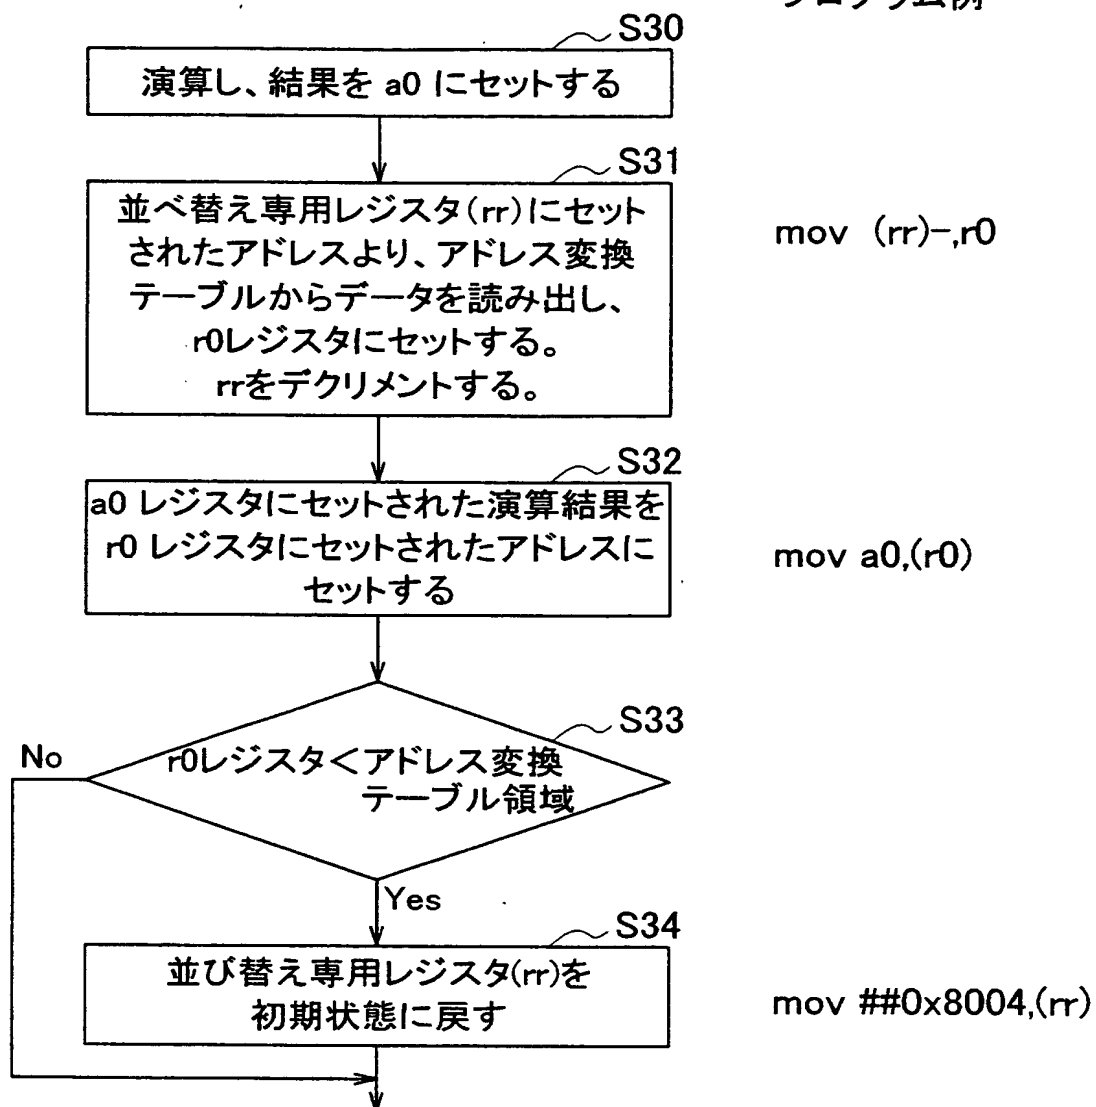 プログラム例
S30
演算し、結果を a0 にセットする
S31
並べ替え専用レジスタ(rr)にセット
されたアドレスより、アドレス変換
テーブルからデータを読み出し、
r0レジスタにセットする。
rrをデクリメントする。
mov (rr)-,r0
S32
a0 レジスタにセットされた演算結果を
r0 レジスタにセットされたアドレスに
セットする
mov a0,(r0)
S33
No
r0レジスタ<アドレス変換
テーブル領域
Yes
S34
並び替え専用レジスタ(rr)を
初期状態に戻す
mov ##0x8004,(rr)